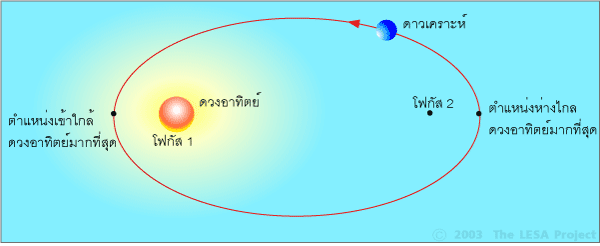 ดาวเคราะห์
ดวงอาทิตย์
โฟกัส 1
โฟกัส 2
ตำแหน่งเข้าใกล้
ดวงอาทิตย์มากที่สุด
ตำแหน่งห่างไกล
ดวงอาทิตย์มากที่สุด
© 2003 The LESA Project